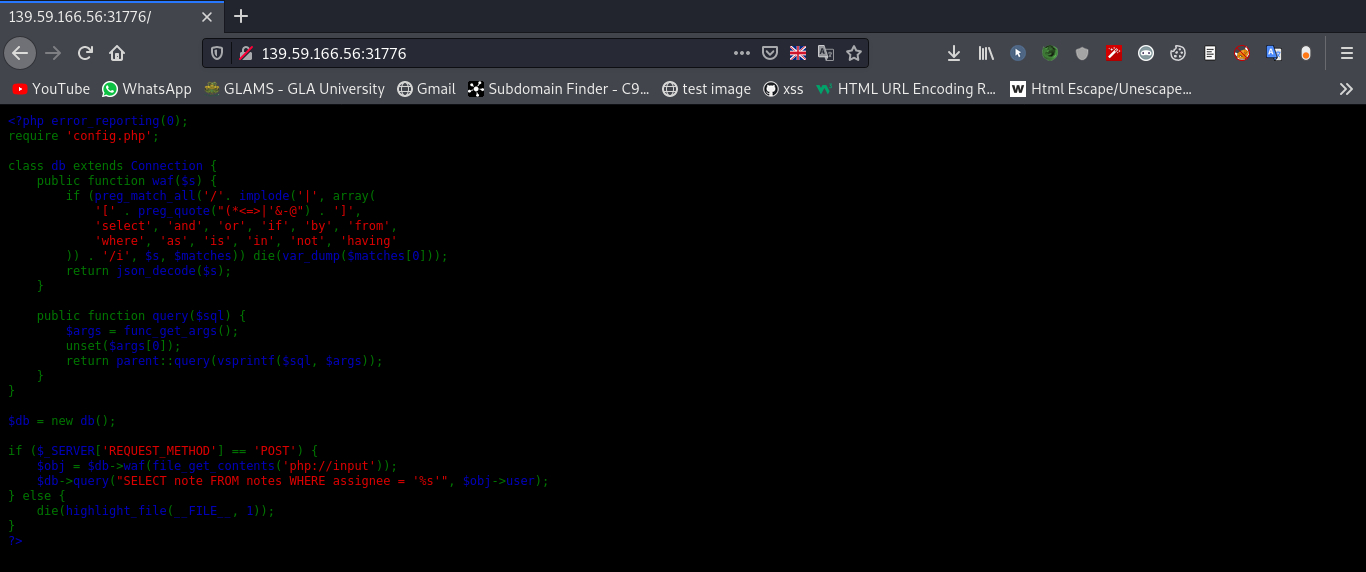 139.59.166.56:31776/
139.59.166.56:31776
YouTube WhatsApp GLAMS - GLA University Gmail Subdomain Finder - C9... test image xss HTML URL Encoding R... Html Escape/Unescape...
<?php error_reporting(0);
require 'config.php';
class db extends Connection {
public function waf($s) {
if (preg_match_all('/'. implode('|', array(
'[' . preg_quote("(*<=>|'&-@") . ']',
'select', 'and', 'or', 'if', 'by', 'from',
'where', 'as', 'is', 'in', 'not', 'having'
)) . '/i', $s, $matches)) die(var_dump($matches[0]));
return json_decode($s);
}
public function query($sql) {
$args = func_get_args();
unset($args[0]);
return parent::query(vsprintf($sql, $args));
}
}
$db = new db();
if ($_SERVER['REQUEST_METHOD'] == 'POST') {
$obj = $db->waf(file_get_contents('php://input'));
$db->query("SELECT note FROM notes WHERE assignee = '%s'", $obj->user);
} else {
die(highlight_file(__FILE__, 1));
}
?>